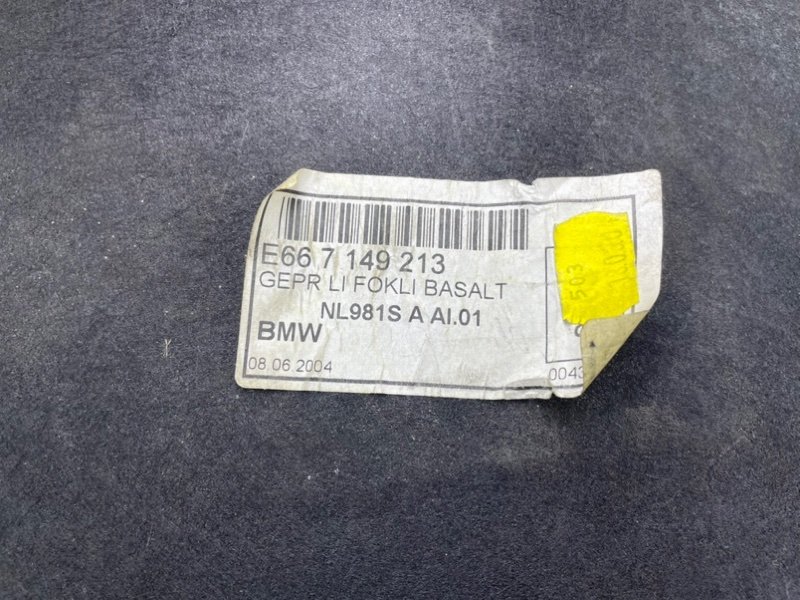 E66 7 149 213
GEPR LI FOKLI BASALT
NL981S A AI.01
BMW
08.06.2004
0043
503